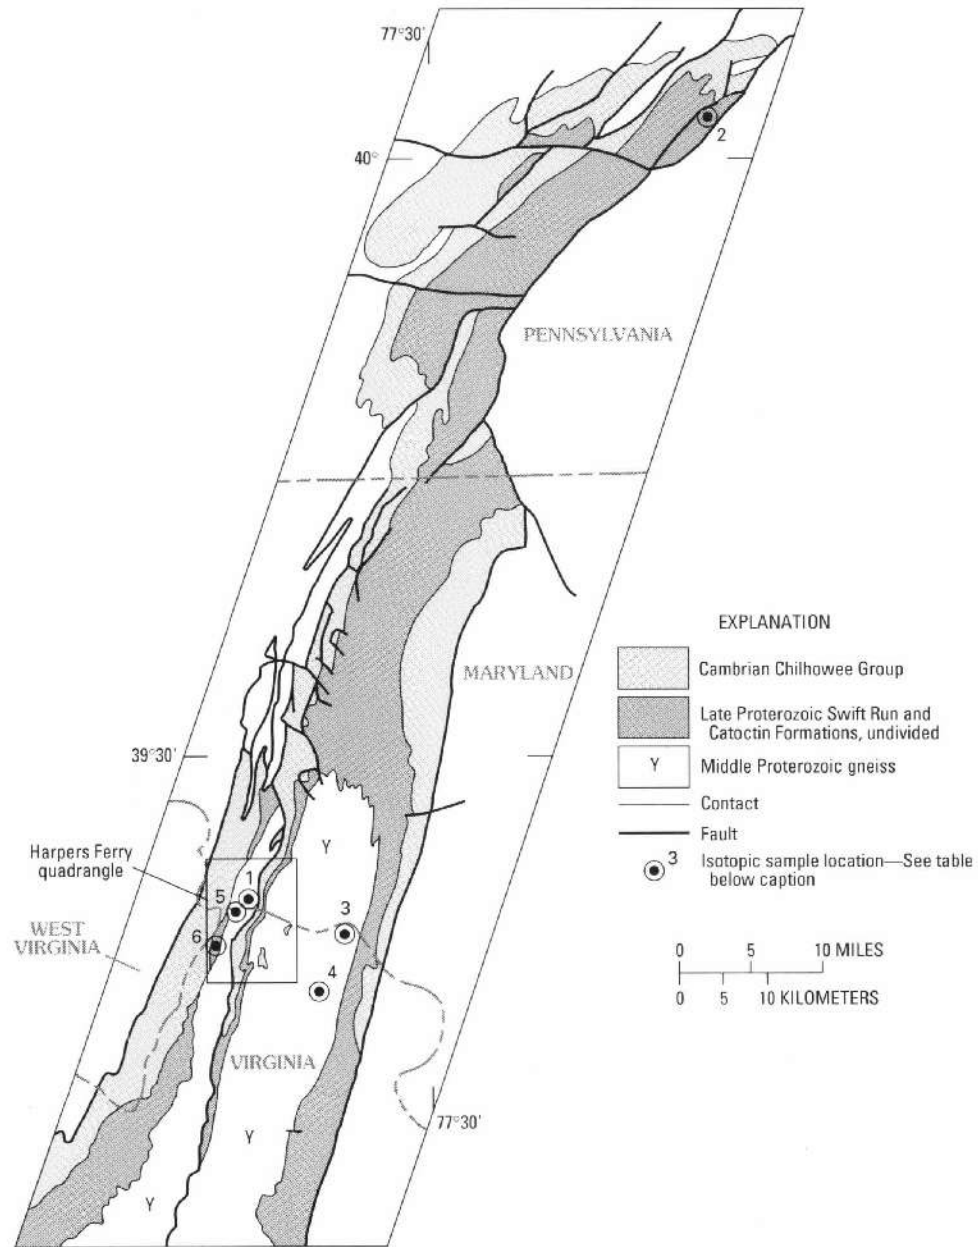 77°30'
2
40°
PENNSYLVANIA
EXPLANATION
Cambrian Chilhowee Group
MARYLAND
Late Proterozoic Swift Run and
Catoctin Formations, undivided
39°30'
Y Middle Proterozoic gneiss
Contact
Fault
3 Isotopic sample location—See table
below caption
Harpers Ferry
quadrangle
Y
1
5
3
WEST
VIRGINIA
6
4
0 5 10 MILES
0 5 10 KILOMETERS
VIRGINIA
77°30'
Y
Y